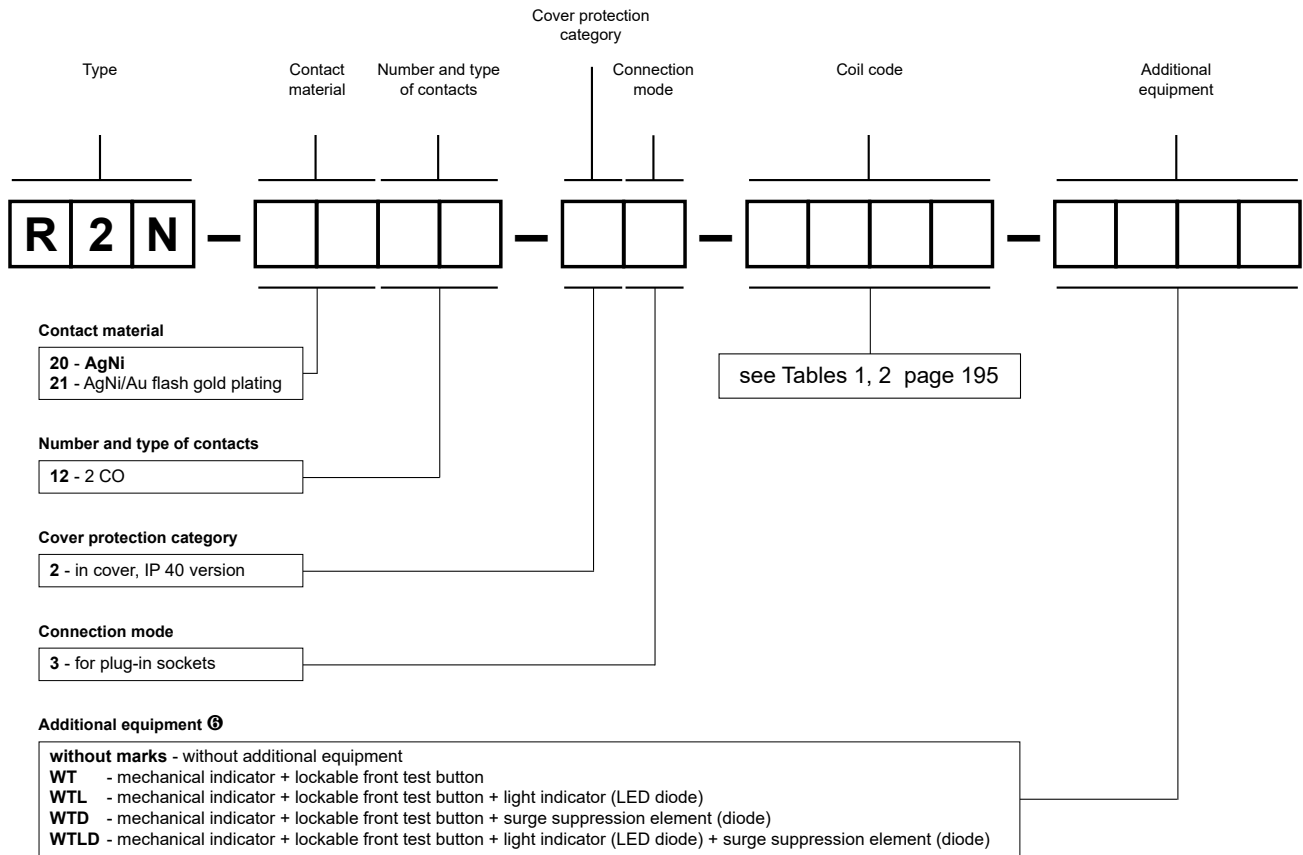 Cover protection
category
Type
Contact
material
Number and type
of contacts
Connection
mode
Coil code
Additional
equipment
R 2 N – – – –
Contact material
20 - AgNi
21 - AgNi/Au flash gold plating
see Tables 1, 2 page 195
Number and type of contacts
12 - 2 CO
Cover protection category
2 - in cover, IP 40 version
Connection mode
3 - for plug-in sockets
Additional equipment ❻
without marks - without additional equipment
WT - mechanical indicator + lockable front test button
WTL - mechanical indicator + lockable front test button + light indicator (LED diode)
WTD - mechanical indicator + lockable front test button + surge suppression element (diode)
WTLD - mechanical indicator + lockable front test button + light indicator (LED diode) + surge suppression element (diode)